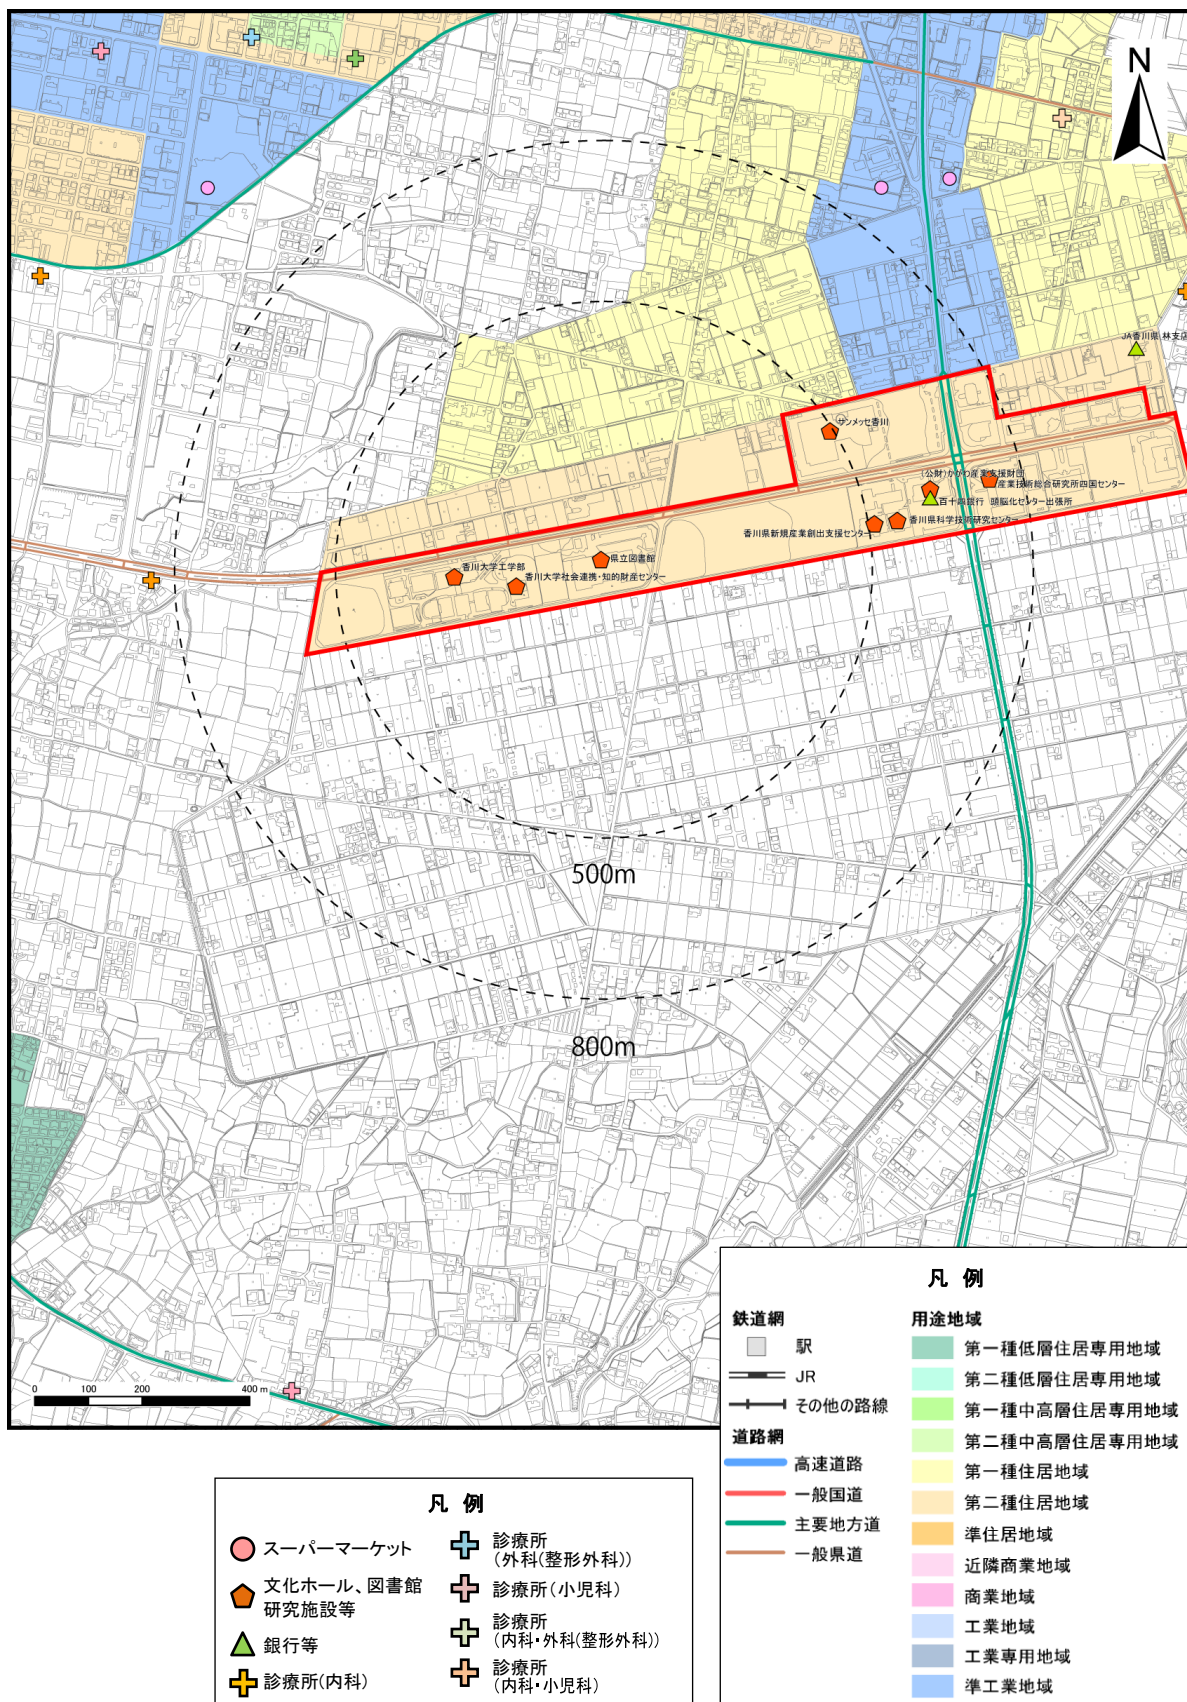 N
JA香川県 林支店
サンメッセ香川
(公財)かがわ産業支援財団
産業技術総合研究所四国センター
百十四銀行 頭脳化センター出張所
香川県科学技術研究センター
香川県新規産業創出支援センター
県立図書館
香川大学工学部
香川大学社会連携・知的財産センター
500m
800m
0 100 200 400 m
凡 例
鉄道網
駅
JR
その他の路線
道路網
高速道路
一般国道
主要地方道
一般県道
用途地域
第一種低層住居専用地域
第二種低層住居専用地域
第一種中高層住居専用地域
第二種中高層住居専用地域
第一種住居地域
第二種住居地域
準住居地域
近隣商業地域
商業地域
工業地域
工業専用地域
準工業地域
凡 例
スーパーマーケット
文化ホール、図書館
研究施設等
銀行等
診療所(内科)
診療所
(外科(整形外科))
診療所(小児科)
診療所
(内科・外科(整形外科))
診療所
(内科・小児科)